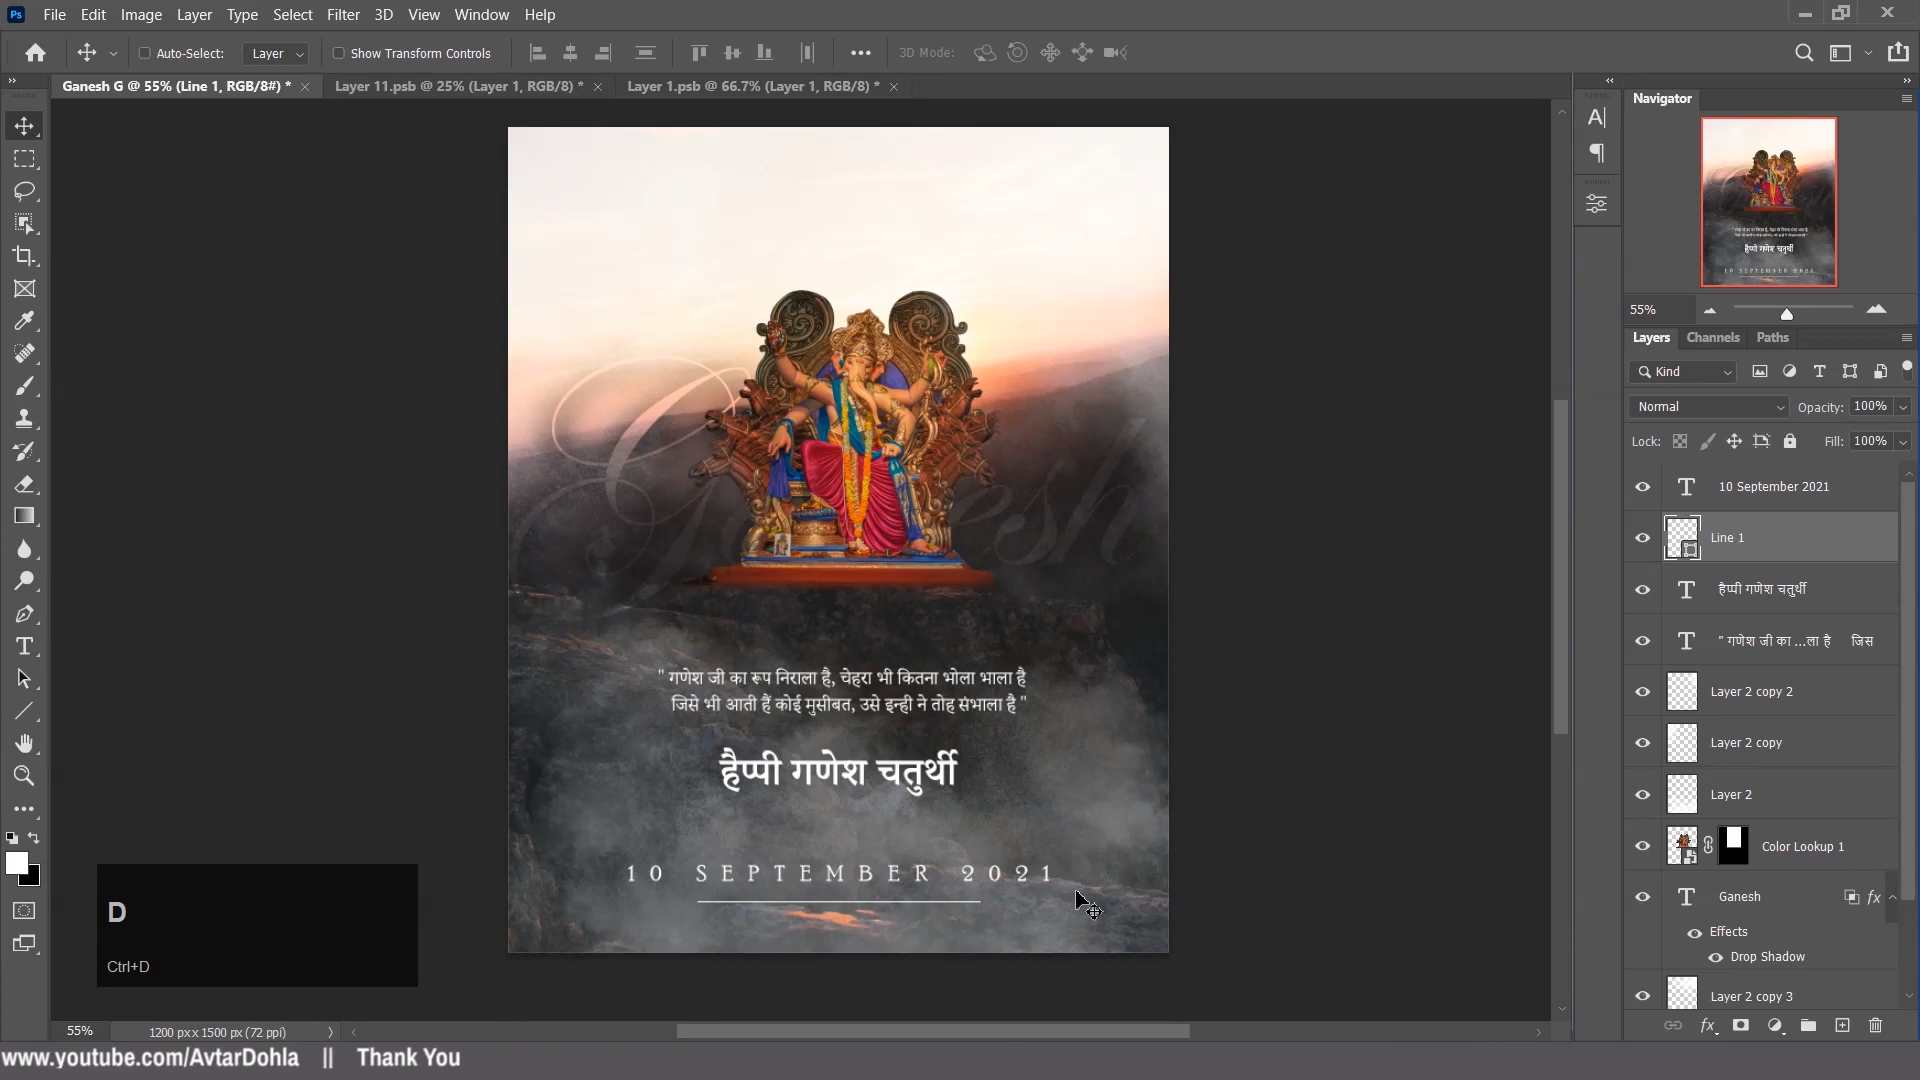 Ps File Edit Image Layer Type Select Filter 3D View Window Help
Auto-Select: Layer Show Transform Controls 3D Mode:
Ganesh G @ 55% (Line 1, RGB/8#) * Layer 11.psb @ 25% (Layer 1, RGB/8) * Layer 1.psb @ 66.7% (Layer 1, RGB/8) *
Navigator
55%
Layers Channels Paths
Kind
Normal Opacity: 100%
Lock: Fill: 100%
10 September 2021
Line 1
हैप्पी गणेश चतुर्थी
" गणेश जी का ...ला है जिस
Layer 2 copy 2
Layer 2 copy
Layer 2
Color Lookup 1
Ganesh fx
Effects
Drop Shadow
Layer 2 copy 3
Ganesh
" गणेश जी का रूप निराला है, चेहरा भी कितना भोला भाला है
जिसे भी आती हैं कोई मुसीबत, उसे इन्ही ने तोह संभाला है "
हैप्पी गणेश चतुर्थी
10 SEPTEMBER 2021
D
Ctrl+D
55% 1200 px x 1500 px (72 ppi)
www.youtube.com/AvtarDohla || Thank You